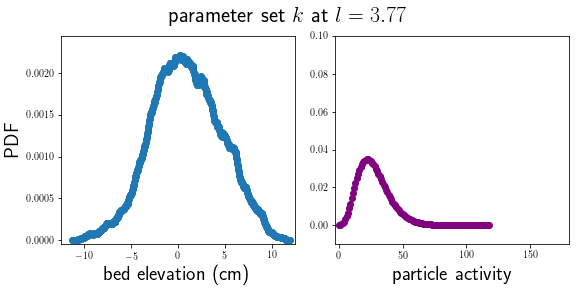 parameter set k at l = 3.77
PDF
0.0020
0.0015
0.0010
0.0005
0.0000
−10 −5 0 5 10
bed elevation (cm)
0.10
0.08
0.06
0.04
0.02
0.00
0 50 100 150
particle activity